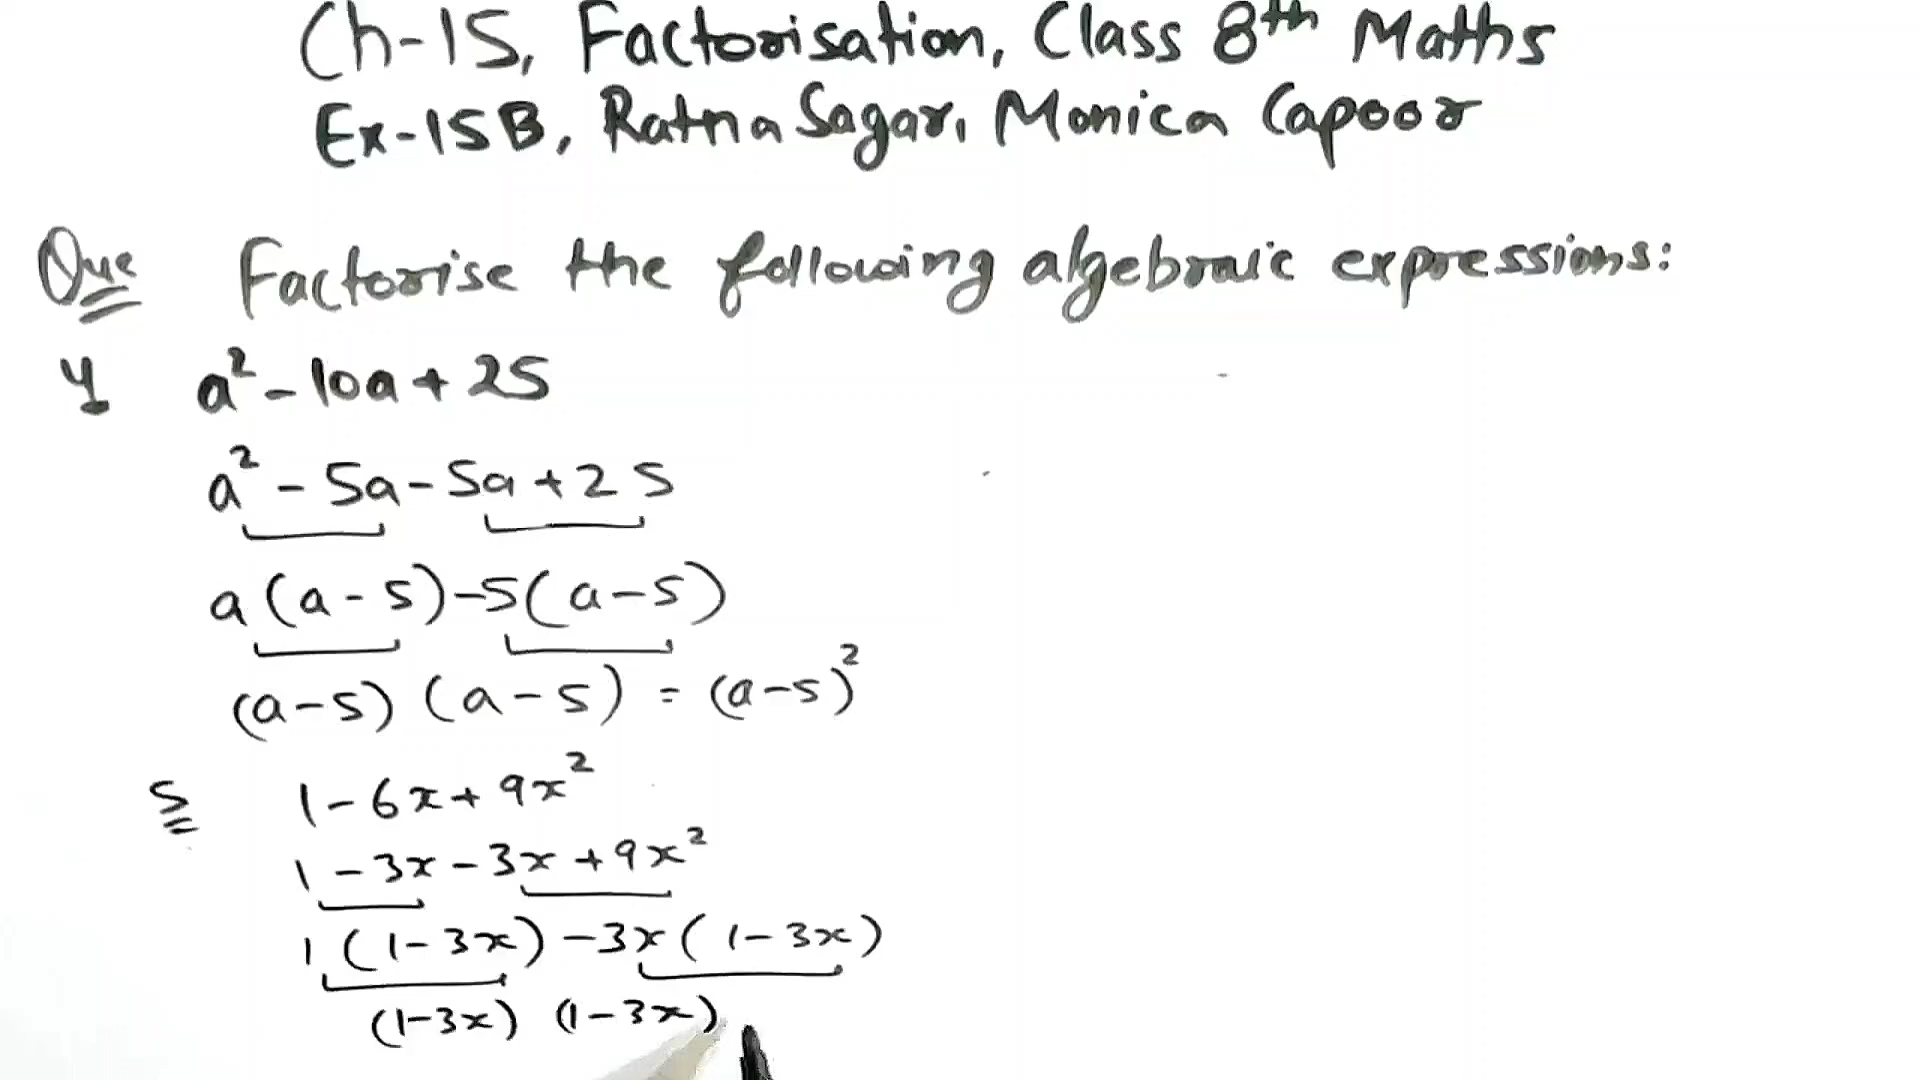 Ch-15, Factorisation, Class 8th Maths
Ex-15B, Ratna Sagar, Monica Capoor
Que Factorise the following algebraic expressions:
4 a² - 10a + 25
a² - 5a - 5a + 25
a (a - 5) - 5(a - 5)
(a - 5) (a - 5) = (a - 5)²
5 1 - 6x + 9x²
1 - 3x - 3x + 9x²
1 (1 - 3x) - 3x (1 - 3x)
(1 - 3x) (1 - 3x)